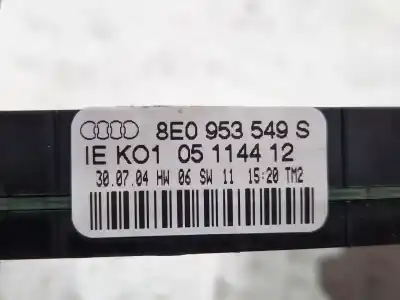 8E0 953 549 S
IE KO1 05 1144 12
30.07.04 HW 06 SW 11 15:20 TM2